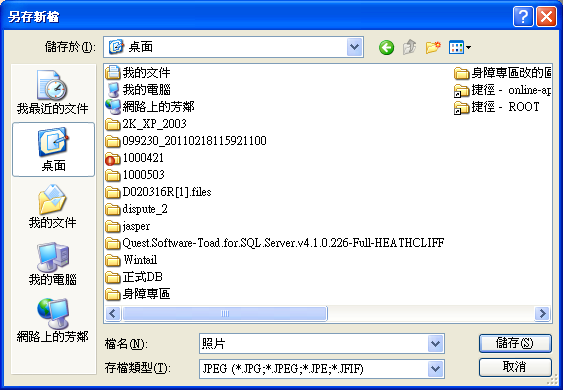 另存新檔
儲存於(I):
桌面
我最近的文件
桌面
我的文件
我的電腦
網路上的芳鄰
我的文件
我的電腦
網路上的芳鄰
2K_XP_2003
099230_20110218115921100
1000421
1000503
D020316R[1].files
dispute_2
jasper
Quest.Software-Toad.for.SQL.Server.v4.1.0.226-Full-HEATHCLIFF
Wintail
正式DB
身障專區
身障專區改的區
捷徑 - online-ap
捷徑 - ROOT
檔名(N):
照片
儲存(S)
存檔類型(T):
JPEG (*.JPG;*.JPEG;*.JPE;*.JFIF)
取消